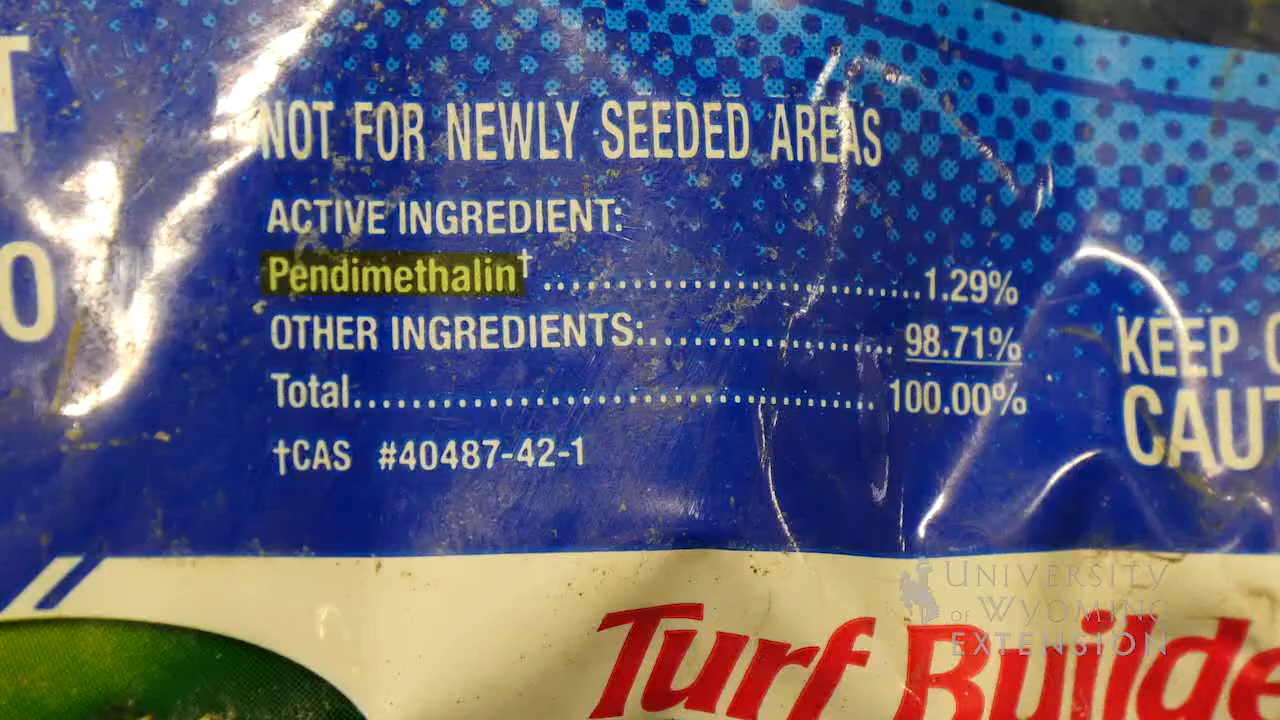 T
O
NOT FOR NEWLY SEEDED AREAS
ACTIVE INGREDIENT:
Pendimethalin† ........................................1.29%
OTHER INGREDIENTS:........................ 98.71%
Total............................................ 100.00%
†CAS #40487-42-1
KEEP
CAUT
Turf Builde
UNIVERSITY
OF WYOMING
EXTENSION